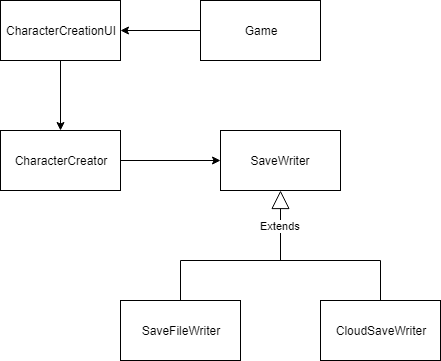 CharacterCreationUI
Game
CharacterCreator
SaveWriter
Extends
SaveFileWriter
CloudSaveWriter